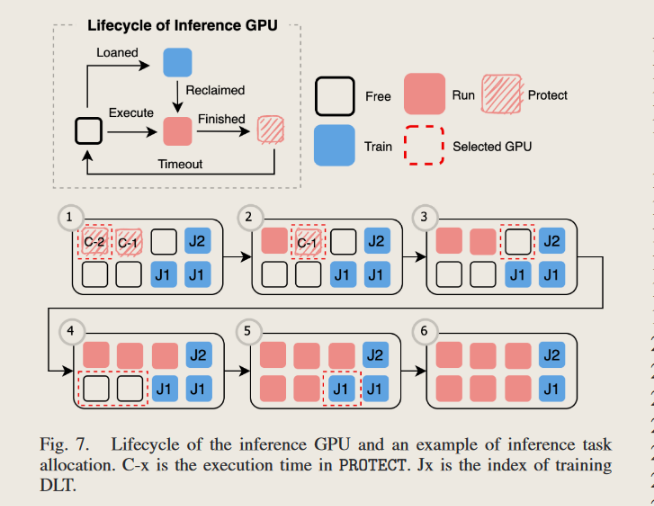 Lifecycle of Inference GPU
Loaned
Reclaimed
Execute
Finished
Timeout
Free
Run
Protect
Train
Selected GPU
1
C-2 C-1 J2
J1 J1
2
C-1 J2
J1 J1
3
J2
J1 J1
4
J2
J1 J1
5
J2
J1 J1
6
J2
J1
Fig. 7. Lifecycle of the inference GPU and an example of inference task
allocation. C-x is the execution time in PROTECT. Jx is the index of training
DLT.